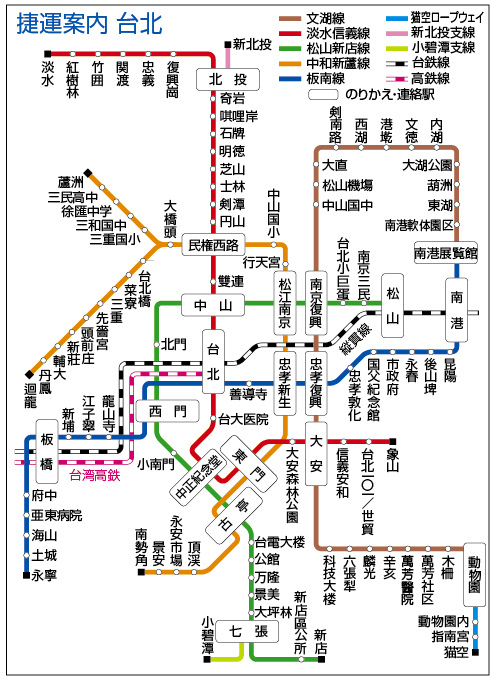 捷運案内 台北
文湖線
淡水信義線
松山新店線
中和新蘆線
板南線
猫空ロープウェイ
新北投支線
小碧潭支線
台鉄線
高鉄線
のりかえ・連絡駅
新北投
北投
淡水
紅樹林
竹囲
関渡
忠義
復興崗
奇岩
唭哩岸
石牌
明徳
芝山
士林
剣潭
円山
剣南路
西湖
港墘
文徳
内湖
大直
松山機場
中山国中
大湖公園
葫洲
東湖
南港軟体園区
南港展覧館
蘆洲
三民高中
徐匯中学
三和国中
三重国小
大橋頭
民権西路
中山国小
行天宮
台北橋
菜寮
三重
先嗇宮
頭前庄
新荘
輔大
丹鳳
迴龍
双連
中山
松江南京
南京復興
台北小巨蛋
南京三民
松山
南港
縦貫線
北門
台北
善導寺
忠孝新生
忠孝復興
忠孝敦化
国父紀念館
市政府
永春
後山埤
昆陽
西門
龍山寺
江子翠
新埔
板橋
台湾高鉄
府中
亜東病院
海山
土城
永寧
台大医院
小南門
中正紀念堂
東門
古亭
大安森林公園
大安
信義安和
台北一〇一/世貿
象山
南勢角
景安
永安市場
頂渓
台電大楼
公館
万隆
景美
大坪林
七張
小碧潭
新店區公所
新店
科技大楼
六張犁
麟光
辛亥
萬芳醫院
萬芳社区
木柵
動物園
動物園内
指南宮
猫空